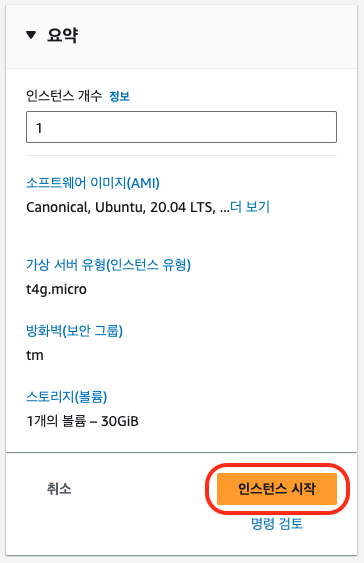 ▼ 요약
인스턴스 개수 정보
1
소프트웨어 이미지(AMI)
Canonical, Ubuntu, 20.04 LTS, ...더 보기
가상 서버 유형(인스턴스 유형)
t4g.micro
방화벽(보안 그룹)
tm
스토리지(볼륨)
1개의 볼륨 – 30GiB
취소 인스턴스 시작
명령 검토